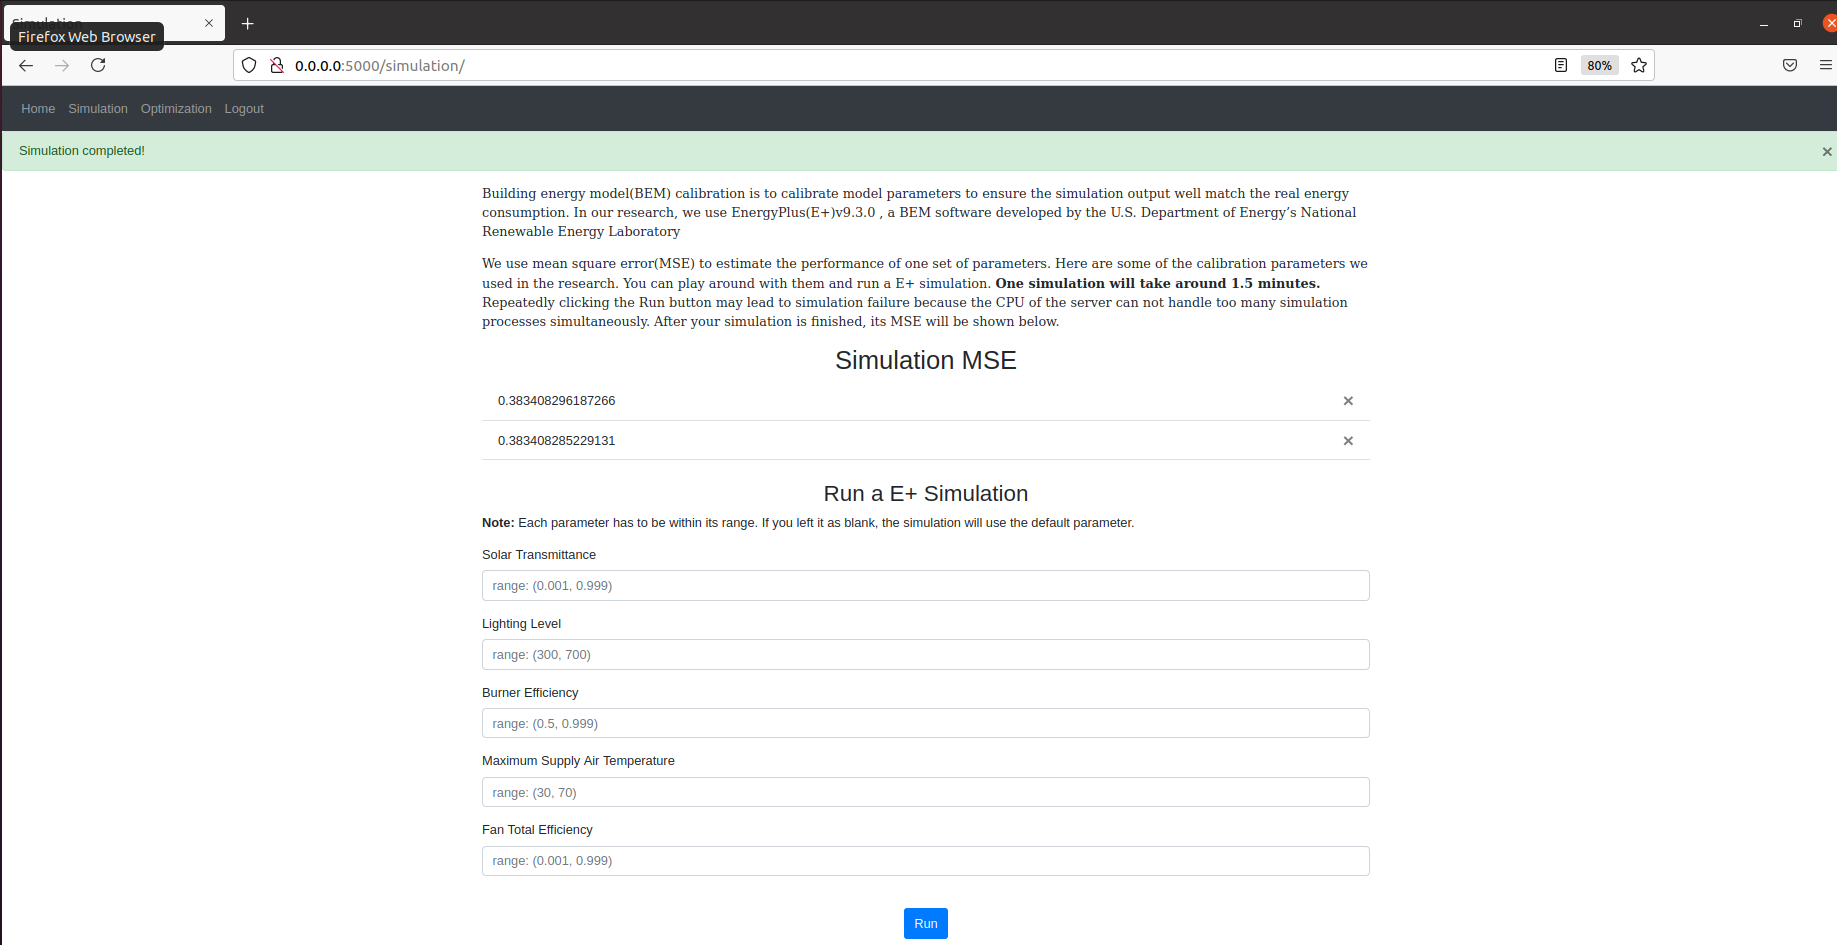 Simulation
Firefox Web Browser
0.0.0.0:5000/simulation/
80%
Home Simulation Optimization Logout
Simulation completed!
Building energy model(BEM) calibration is to calibrate model parameters to ensure the simulation output well match the real energy
consumption. In our research, we use EnergyPlus(E+)v9.3.0 , a BEM software developed by the U.S. Department of Energy’s National
Renewable Energy Laboratory
We use mean square error(MSE) to estimate the performance of one set of parameters. Here are some of the calibration parameters we
used in the research. You can play around with them and run a E+ simulation. One simulation will take around 1.5 minutes.
Repeatedly clicking the Run button may lead to simulation failure because the CPU of the server can not handle too many simulation
processes simultaneously. After your simulation is finished, its MSE will be shown below.
Simulation MSE
0.383408296187266
0.383408285229131
Run a E+ Simulation
Note: Each parameter has to be within its range. If you left it as blank, the simulation will use the default parameter.
Solar Transmittance
range: (0.001, 0.999)
Lighting Level
range: (300, 700)
Burner Efficiency
range: (0.5, 0.999)
Maximum Supply Air Temperature
range: (30, 70)
Fan Total Efficiency
range: (0.001, 0.999)
Run